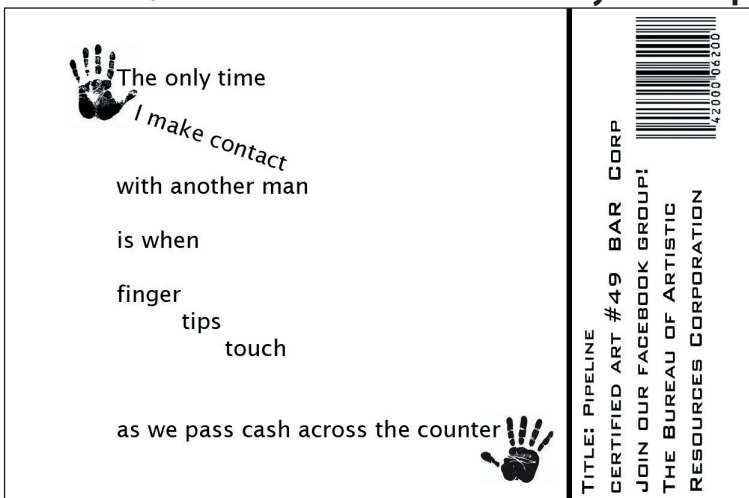 The only time
I make contact
with another man
is when
finger
tips
touch
as we pass cash across the counter
TITLE: PIPELINE
CERTIFIED ART #49 BAR CORP
JOIN OUR FACEBOOK GROUP!
THE BUREAU OF ARTISTIC
RESOURCES CORPORATION
42000 06200